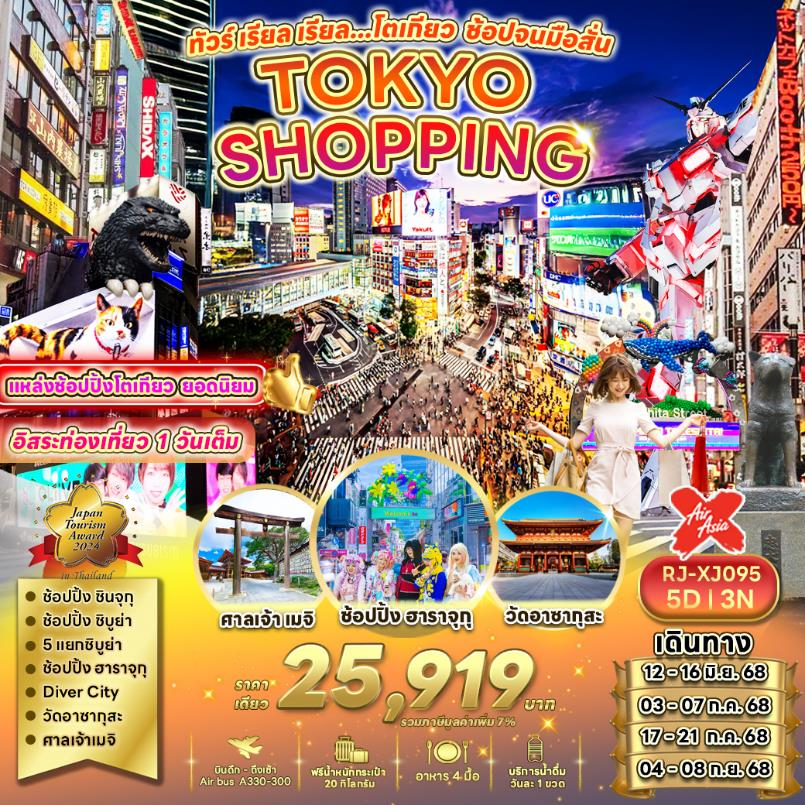 ทัวร์ เรียล เรียล...โตเกียว ช้อปจนมือสั่น
TOKYO
SHOPPING
SHIDAX
Yakult
UC
DHC
แหล่งช้อปปิ้งโตเกียว ยอดนิยม
อิสระท่องเที่ยว 1 วันเต็ม
Japan
Tourism
Award
2024
in Thailand
Air
Asia
RJ-XJ095
5D | 3N
ช้อปปิ้ง ชินจุกุ
ช้อปปิ้ง ชิบูย่า
5 แยกชิบูย่า
ช้อปปิ้ง ฮาราจุกุ
Diver City
วัดอาซากุสะ
ศาลเจ้าเมจิ
ศาลเจ้า เมจิ
ช้อปปิ้ง ฮาราจุกุ
วัดอาซากุสะ
ราคา
เดียว
25,919 บาท
รวมภาษีมูลค่าเพิ่ม 7%
บินดึก - ถึงเช้า
Air bus A330-300
ฟรีน้ำหนักกระเป๋า
20 กิโลกรัม
อาหาร 4 มื้อ
บริการน้ำดื่ม
วันละ 1 ขวด
เดินทาง
12 - 16 มิ.ย. 68
03 - 07 ก.ค. 68
17 - 21 ก.ค. 68
04 - 08 ก.ย. 68